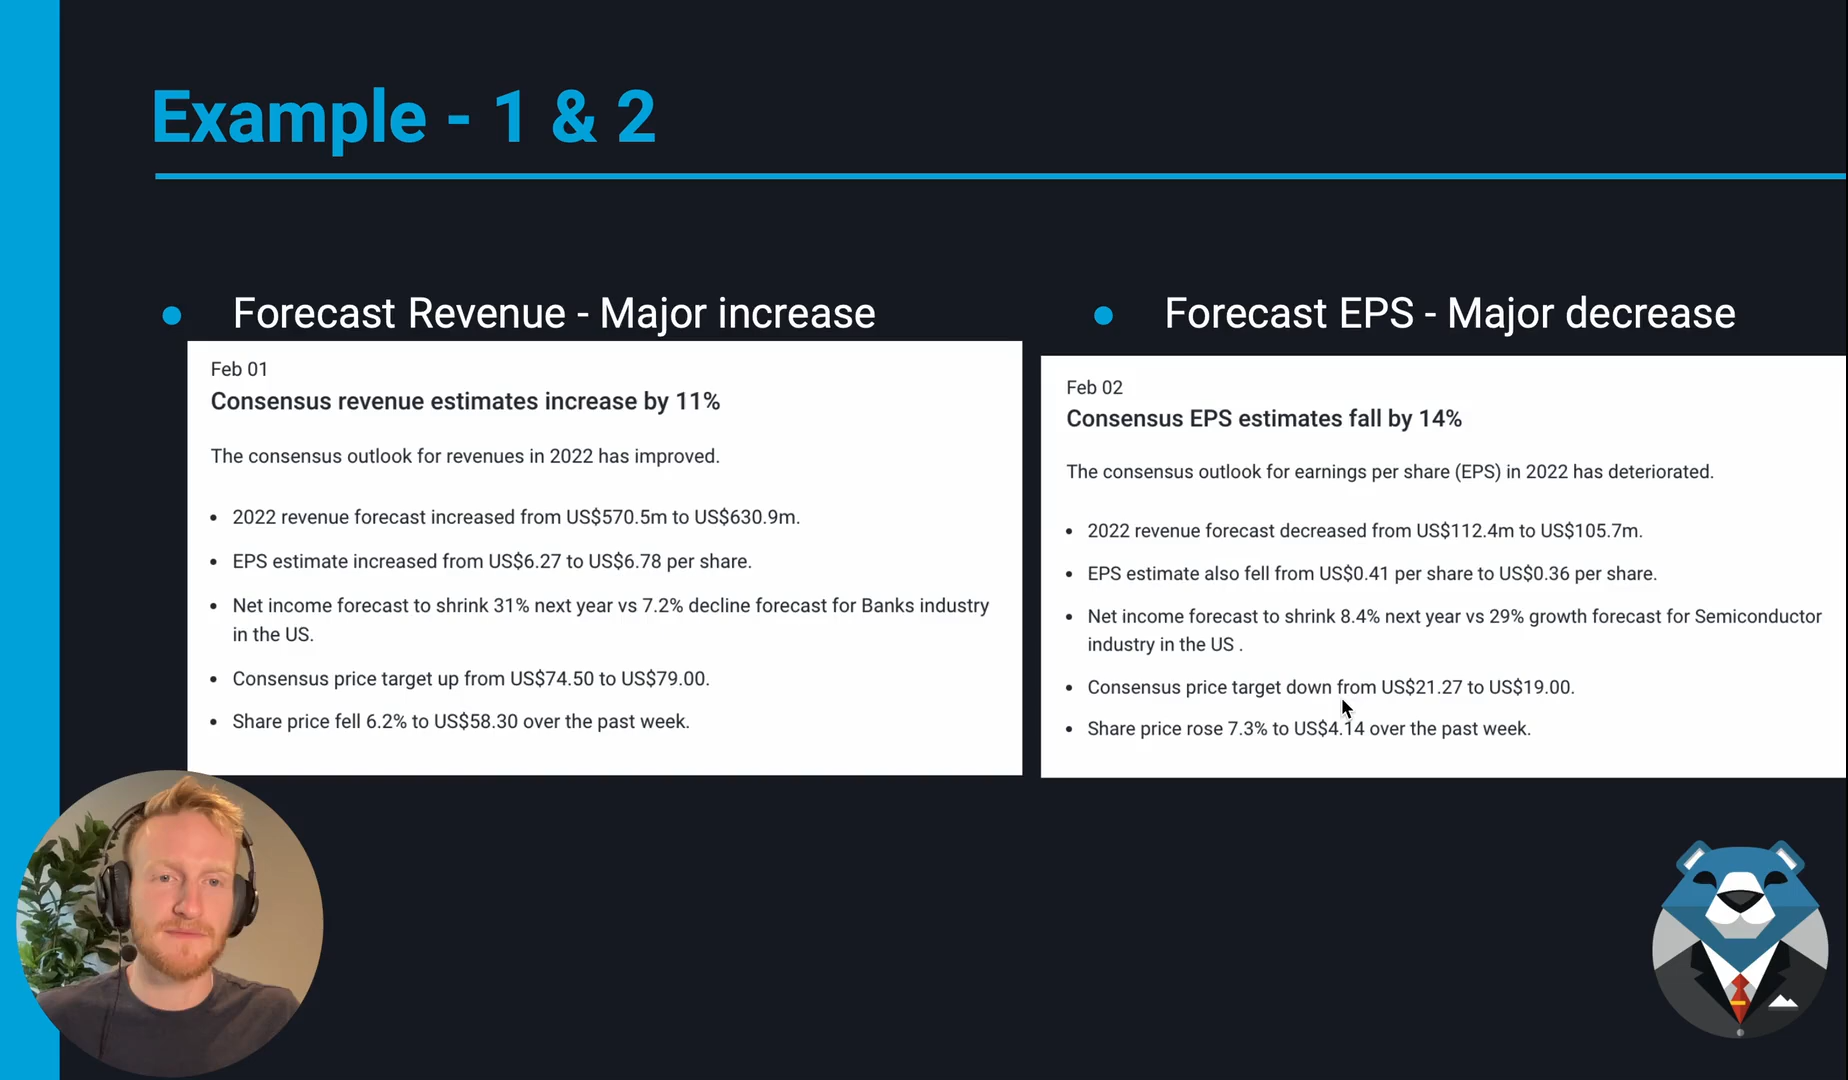 Example - 1 & 2
Forecast Revenue - Major increase
Feb 01
Consensus revenue estimates increase by 11%
The consensus outlook for revenues in 2022 has improved.
2022 revenue forecast increased from US$570.5m to US$630.9m.
EPS estimate increased from US$6.27 to US$6.78 per share.
Net income forecast to shrink 31% next year vs 7.2% decline forecast for Banks industry
in the US.
Consensus price target up from US$74.50 to US$79.00.
Share price fell 6.2% to US$58.30 over the past week.
Forecast EPS - Major decrease
Feb 02
Consensus EPS estimates fall by 14%
The consensus outlook for earnings per share (EPS) in 2022 has deteriorated.
2022 revenue forecast decreased from US$112.4m to US$105.7m.
EPS estimate also fell from US$0.41 per share to US$0.36 per share.
Net income forecast to shrink 8.4% next year vs 29% growth forecast for Semiconductor
industry in the US .
Consensus price target down from US$21.27 to US$19.00.
Share price rose 7.3% to US$4.14 over the past week.